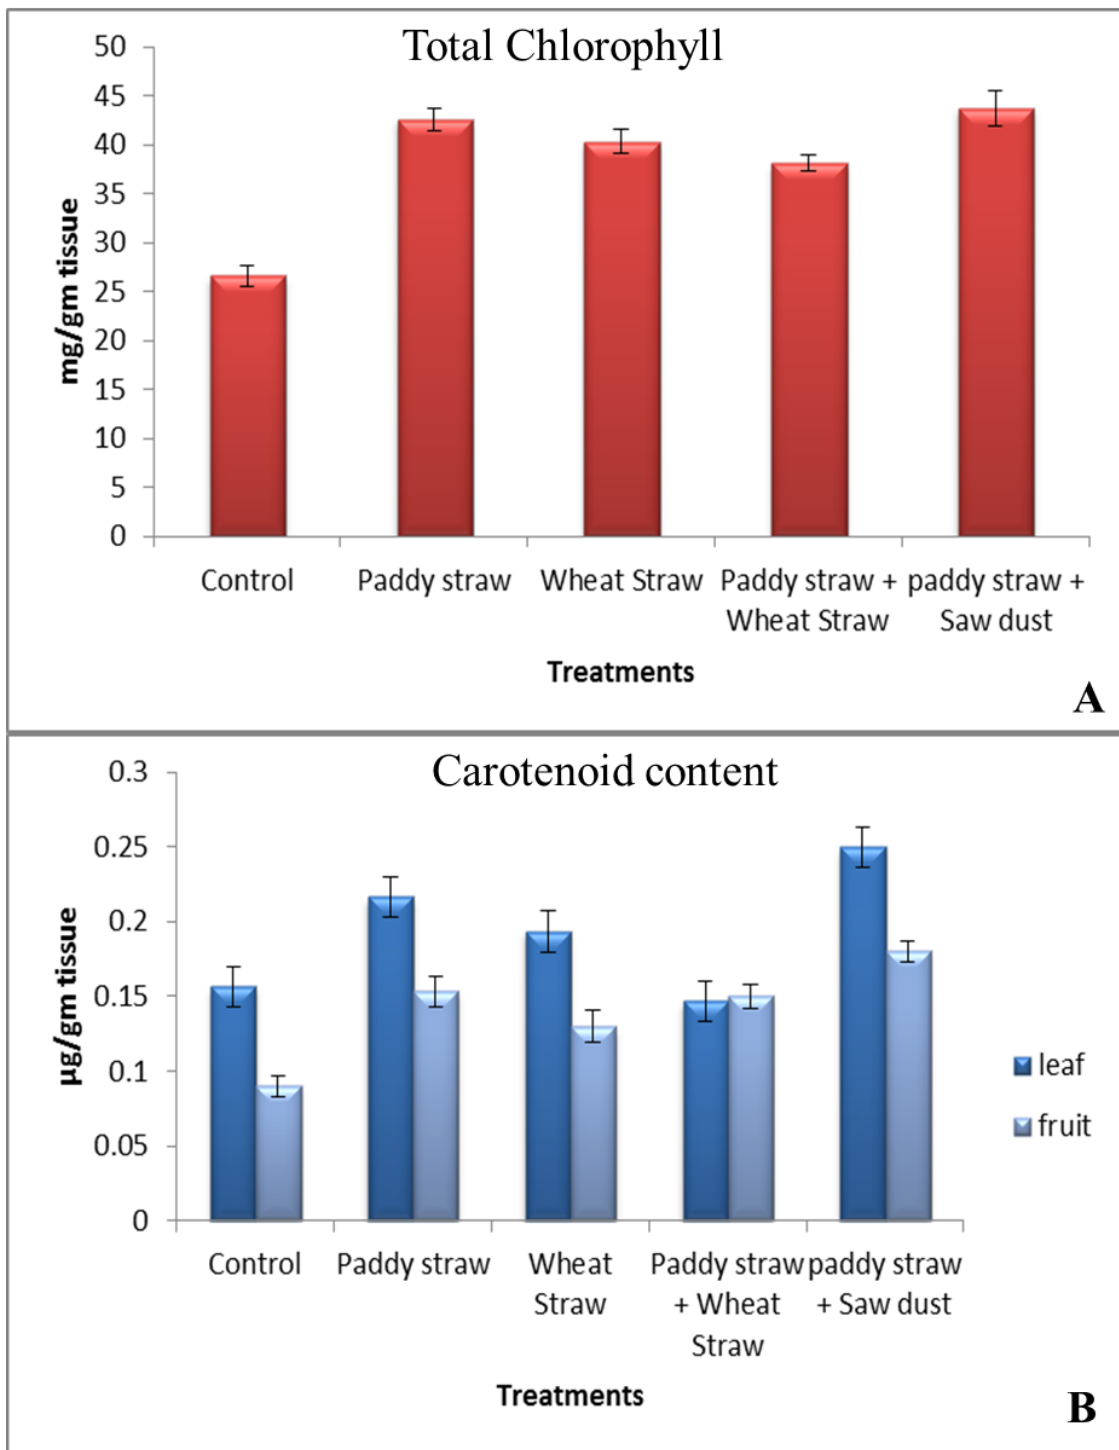 Total Chlorophyll
50
45
40
35
30
25
20
15
10
5
0
mg/gm tissue
Control
Paddy straw
Wheat Straw
Paddy straw +
Wheat Straw
paddy straw +
Saw dust
Treatments
A
Carotenoid content
0.3
0.25
0.2
0.15
0.1
0.05
0
µg/gm tissue
leaf
fruit
Control
Paddy straw
Wheat
Straw
Paddy straw
+ Wheat
Straw
paddy straw
+ Saw dust
Treatments
B